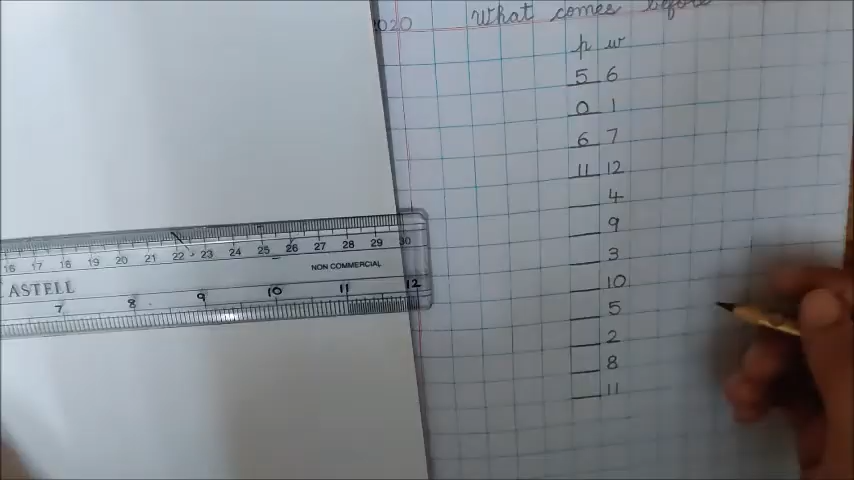 2020 What comes before
p w
5 6
0 1
6 7
11 12
4
9
3
10
5
2
8
11
16 17 18 19 20 21 22 23 24 25 26 27 28 29 30
NON COMMERCIAL
ASTELL
7 8 9 10 11 12